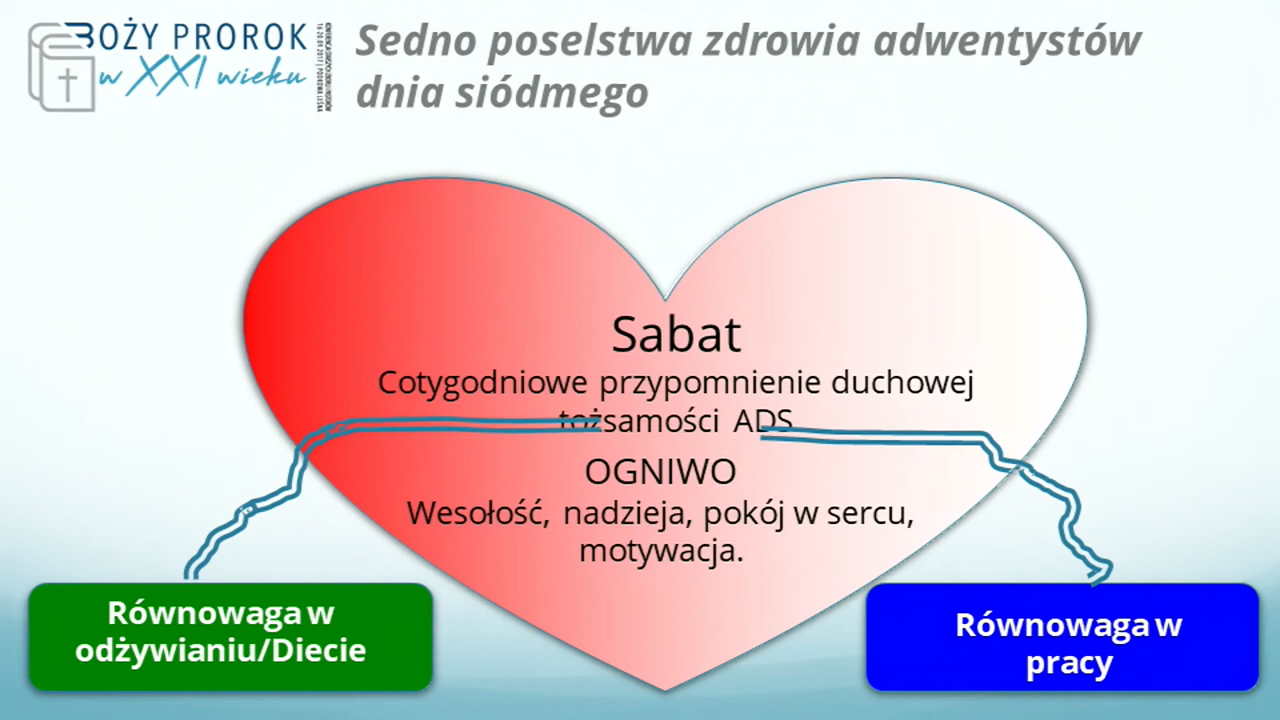 BOŻY PROROK
w XXI wieku
Sedno poselstwa zdrowia adwentystów
dnia siódmego
Sabat
Cotygodniowe przypomnienie duchowej
tożsamości ADS
OGNIWO
Wesołość, nadzieja, pokój w sercu,
motywacja.
Równowaga w
odżywianiu/Diecie
Równowaga w
pracy